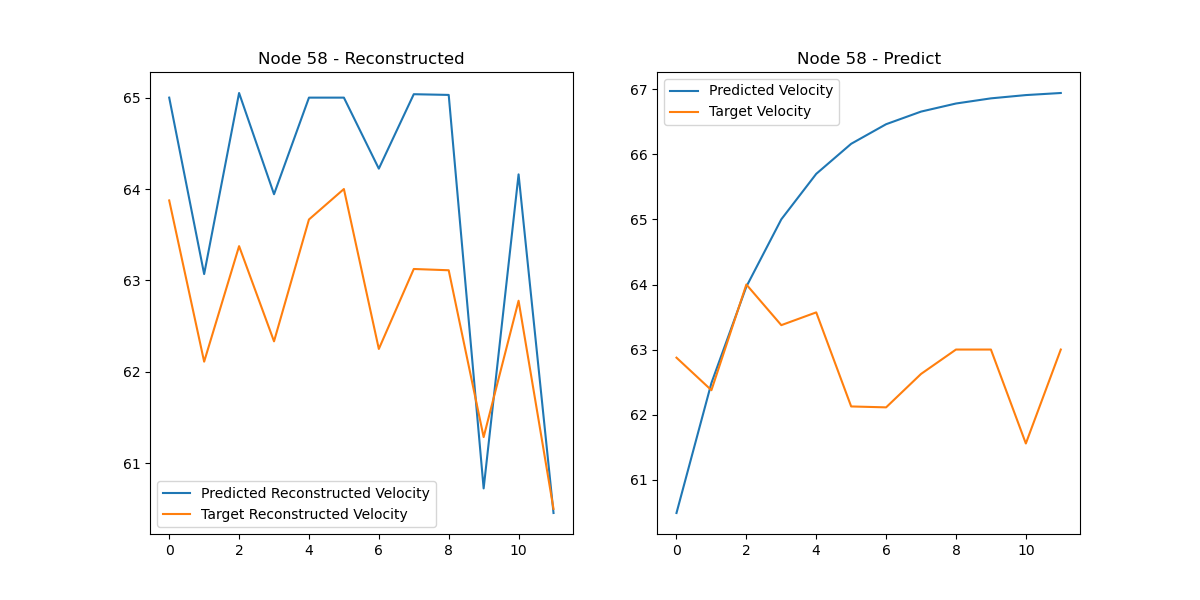 Node 58 - Reconstructed
65
64
63
62
61
Predicted Reconstructed Velocity
Target Reconstructed Velocity
0 2 4 6 8 10
Node 58 - Predict
Predicted Velocity
Target Velocity
67
66
65
64
63
62
61
0 2 4 6 8 10